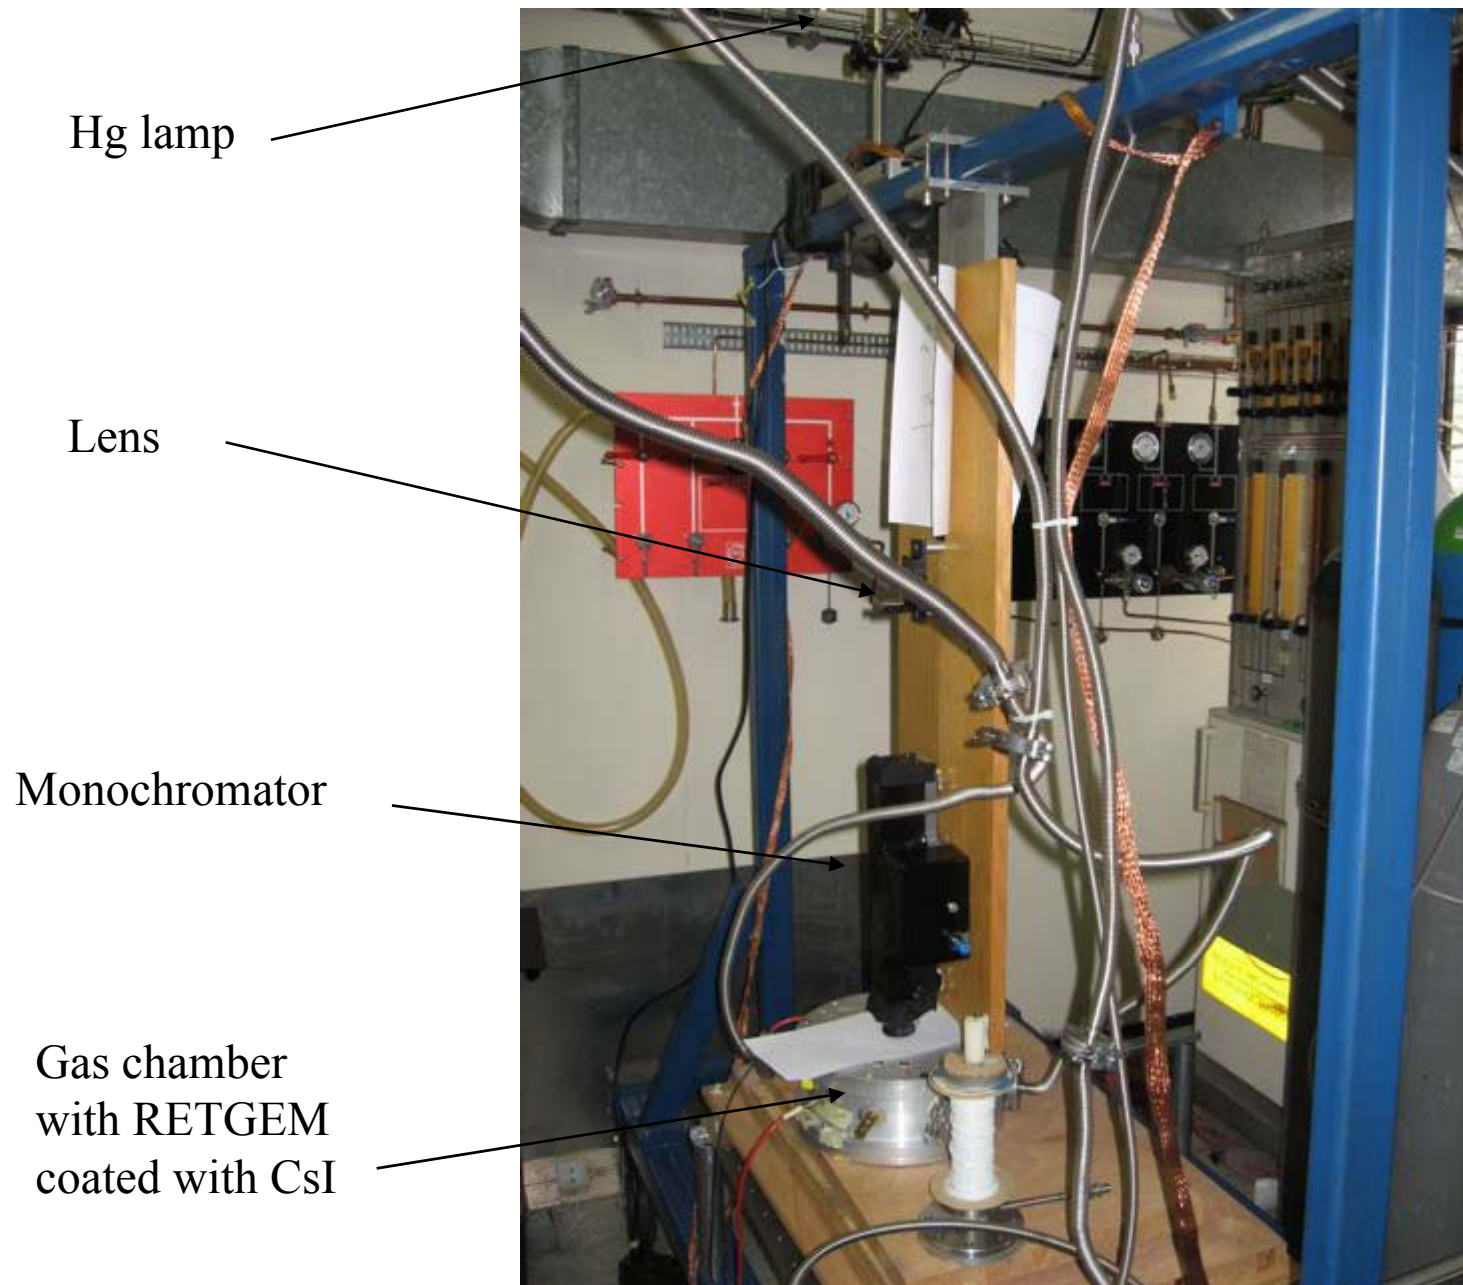 Hg lamp
Lens
Monochromator
Gas chamber
with RETGEM
coated with CsI